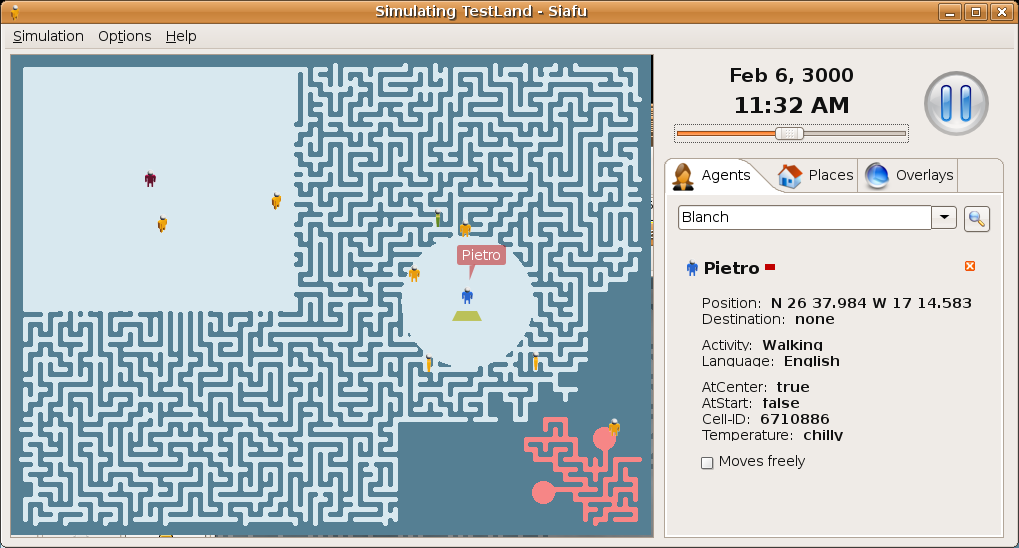 Simulating TestLand - Siafu
Simulation Options Help
Feb 6, 3000
11:32 AM
Agents Places Overlays
Blanch
Pietro
Pietro
Position: N 26 37.984 W 17 14.583
Destination: none
Activity: Walking
Language: English
AtCenter: true
AtStart: false
Cell-ID: 6710886
Temperature: chilly
Moves freely